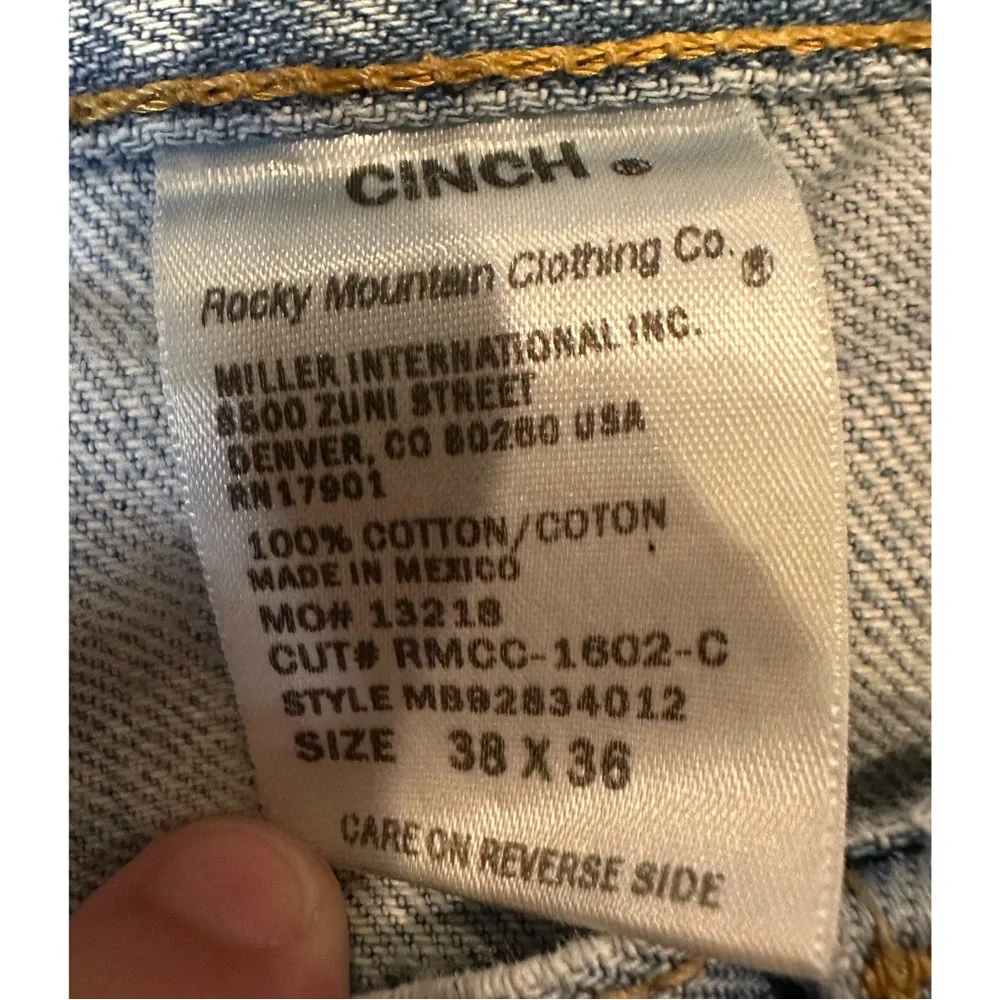 CINCH ®
Rocky Mountain Clothing Co. ®
MILLER INTERNATIONAL INC.
8500 ZUNI STREET
DENVER, CO 80260 USA
RN17901
100% COTTON/COTON
MADE IN MEXICO
MO# 13218
CUT# RMCC-1602-C
STYLE MB92834012
SIZE 38 X 36
CARE ON REVERSE SIDE